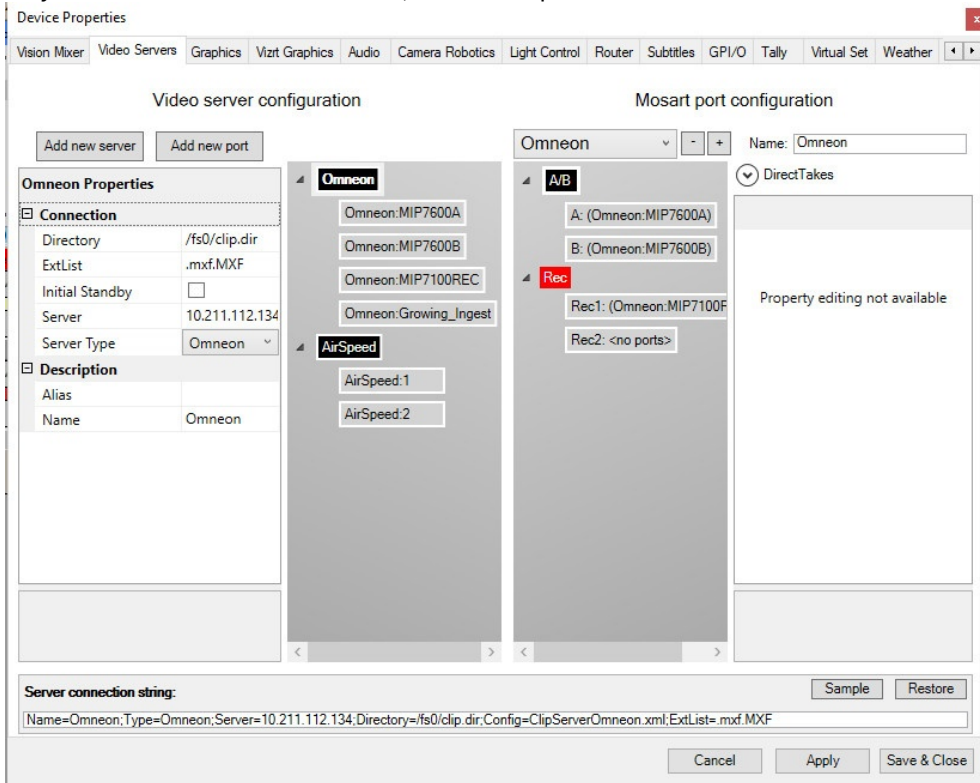 Device Properties
x
Vision Mixer Video Servers Graphics Vizrt Graphics Audio Camera Robotics Light Control Router Subtitles GPI/O Tally Virtual Set Weather
Video server configuration
Mosart port configuration
Add new server Add new port
Omneon - + Name: Omneon
DirectTakes
Omneon Properties
Connection
Directory /fs0/clip.dir
ExtList .mxf.MXF
Initial Standby
Server 10.211.112.134
Server Type Omneon
Description
Alias
Name Omneon
Omneon
Omneon:MIP7600A
Omneon:MIP7600B
Omneon:MIP7100REC
Omneon:Growing_Ingest
AirSpeed
AirSpeed:1
AirSpeed:2
A/B
A: (Omneon:MIP7600A)
B: (Omneon:MIP7600B)
Rec
Rec1: (Omneon:MIP7100F
Rec2: <no ports>
Property editing not available
Server connection string:
Sample Restore
Name=Omneon;Type=Omneon;Server=10.211.112.134;Directory=/fs0/clip.dir;Config=ClipServerOmneon.xml;ExtList=.mxf.MXF
Cancel Apply Save & Close